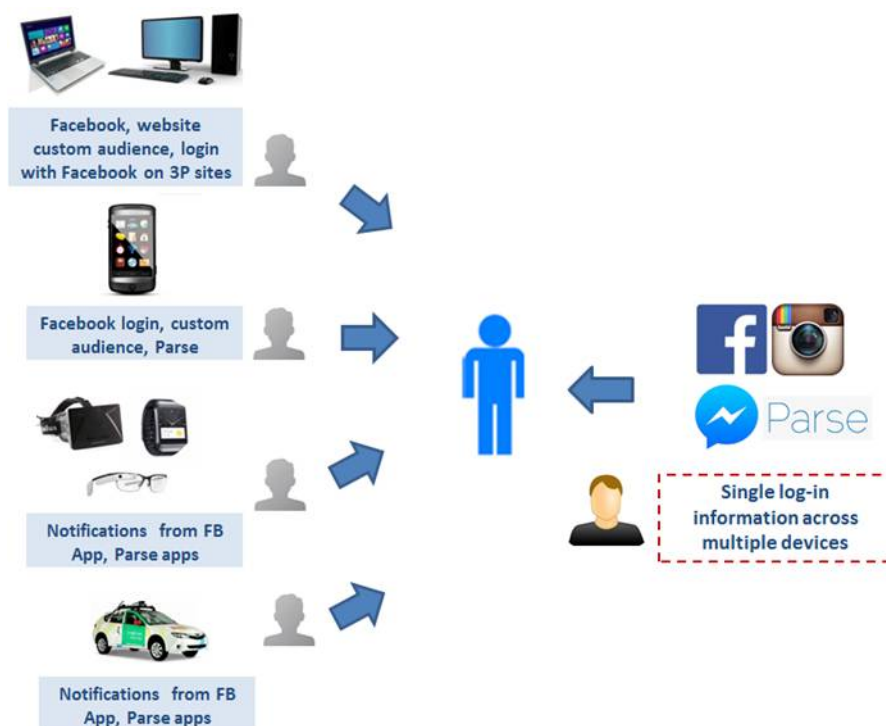 Facebook, website
custom audience, login
with Facebook on 3P sites
Facebook login, custom
audience, Parse
Notifications from FB
App, Parse apps
Notifications from FB
App, Parse apps
f
Parse
Single log-in
information across
multiple devices